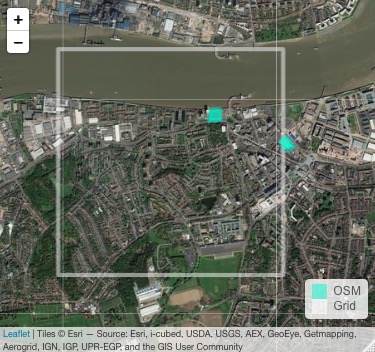 +
−
OSM
Grid
Leaflet | Tiles © Esri — Source: Esri, i-cubed, USDA, USGS, AEX, GeoEye, Getmapping,
Aerogrid, IGN, IGP, UPR-EGP, and the GIS User Community